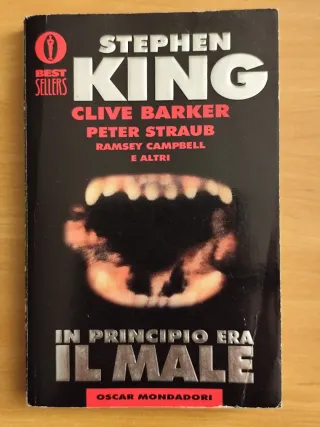 STEPHEN
KING
BEST
SELLERS
CLIVE BARKER
PETER STRAUB
RAMSEY CAMPBELL
E ALTRI
IN PRINCIPIO ERA
IL MALE
OSCAR MONDADORI